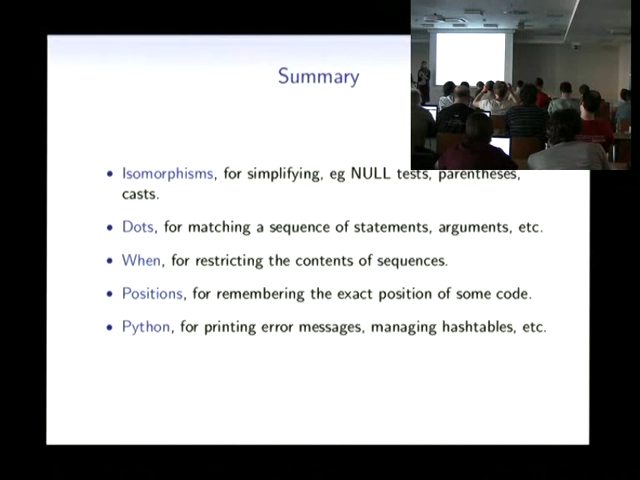 Summary
• Isomorphisms, for simplifying, eg NULL tests, parentheses,
casts.
• Dots, for matching a sequence of statements, arguments, etc.
• When, for restricting the contents of sequences.
• Positions, for remembering the exact position of some code.
• Python, for printing error messages, managing hashtables, etc.